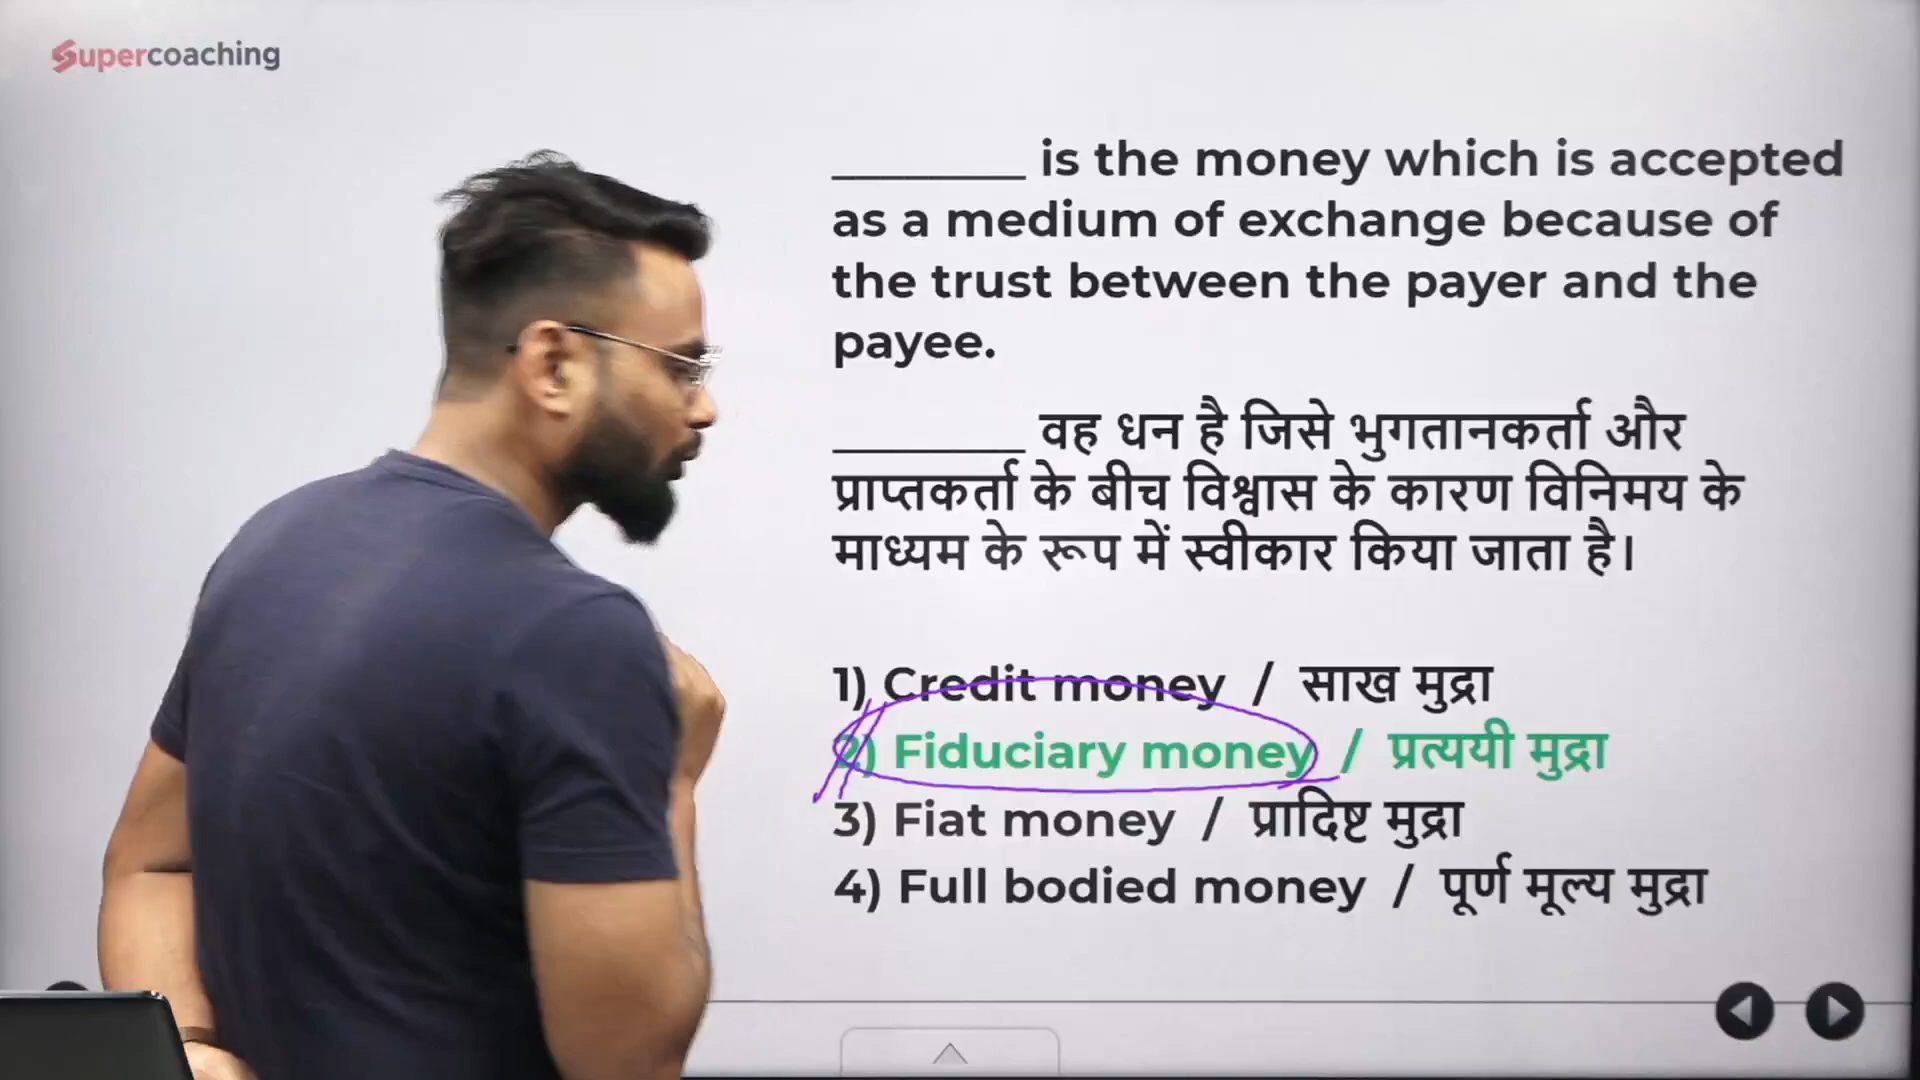 Supercoaching
________ is the money which is accepted
as a medium of exchange because of
the trust between the payer and the
payee.
________ वह धन है जिसे भुगतानकर्ता और
प्राप्तकर्ता के बीच विश्वास के कारण विनिमय के
माध्यम के रूप में स्वीकार किया जाता है।
1) Credit money / साख मुद्रा
2) Fiduciary money / प्रत्ययी मुद्रा
3) Fiat money / प्रादिष्ट मुद्रा
4) Full bodied money / पूर्ण मूल्य मुद्रा